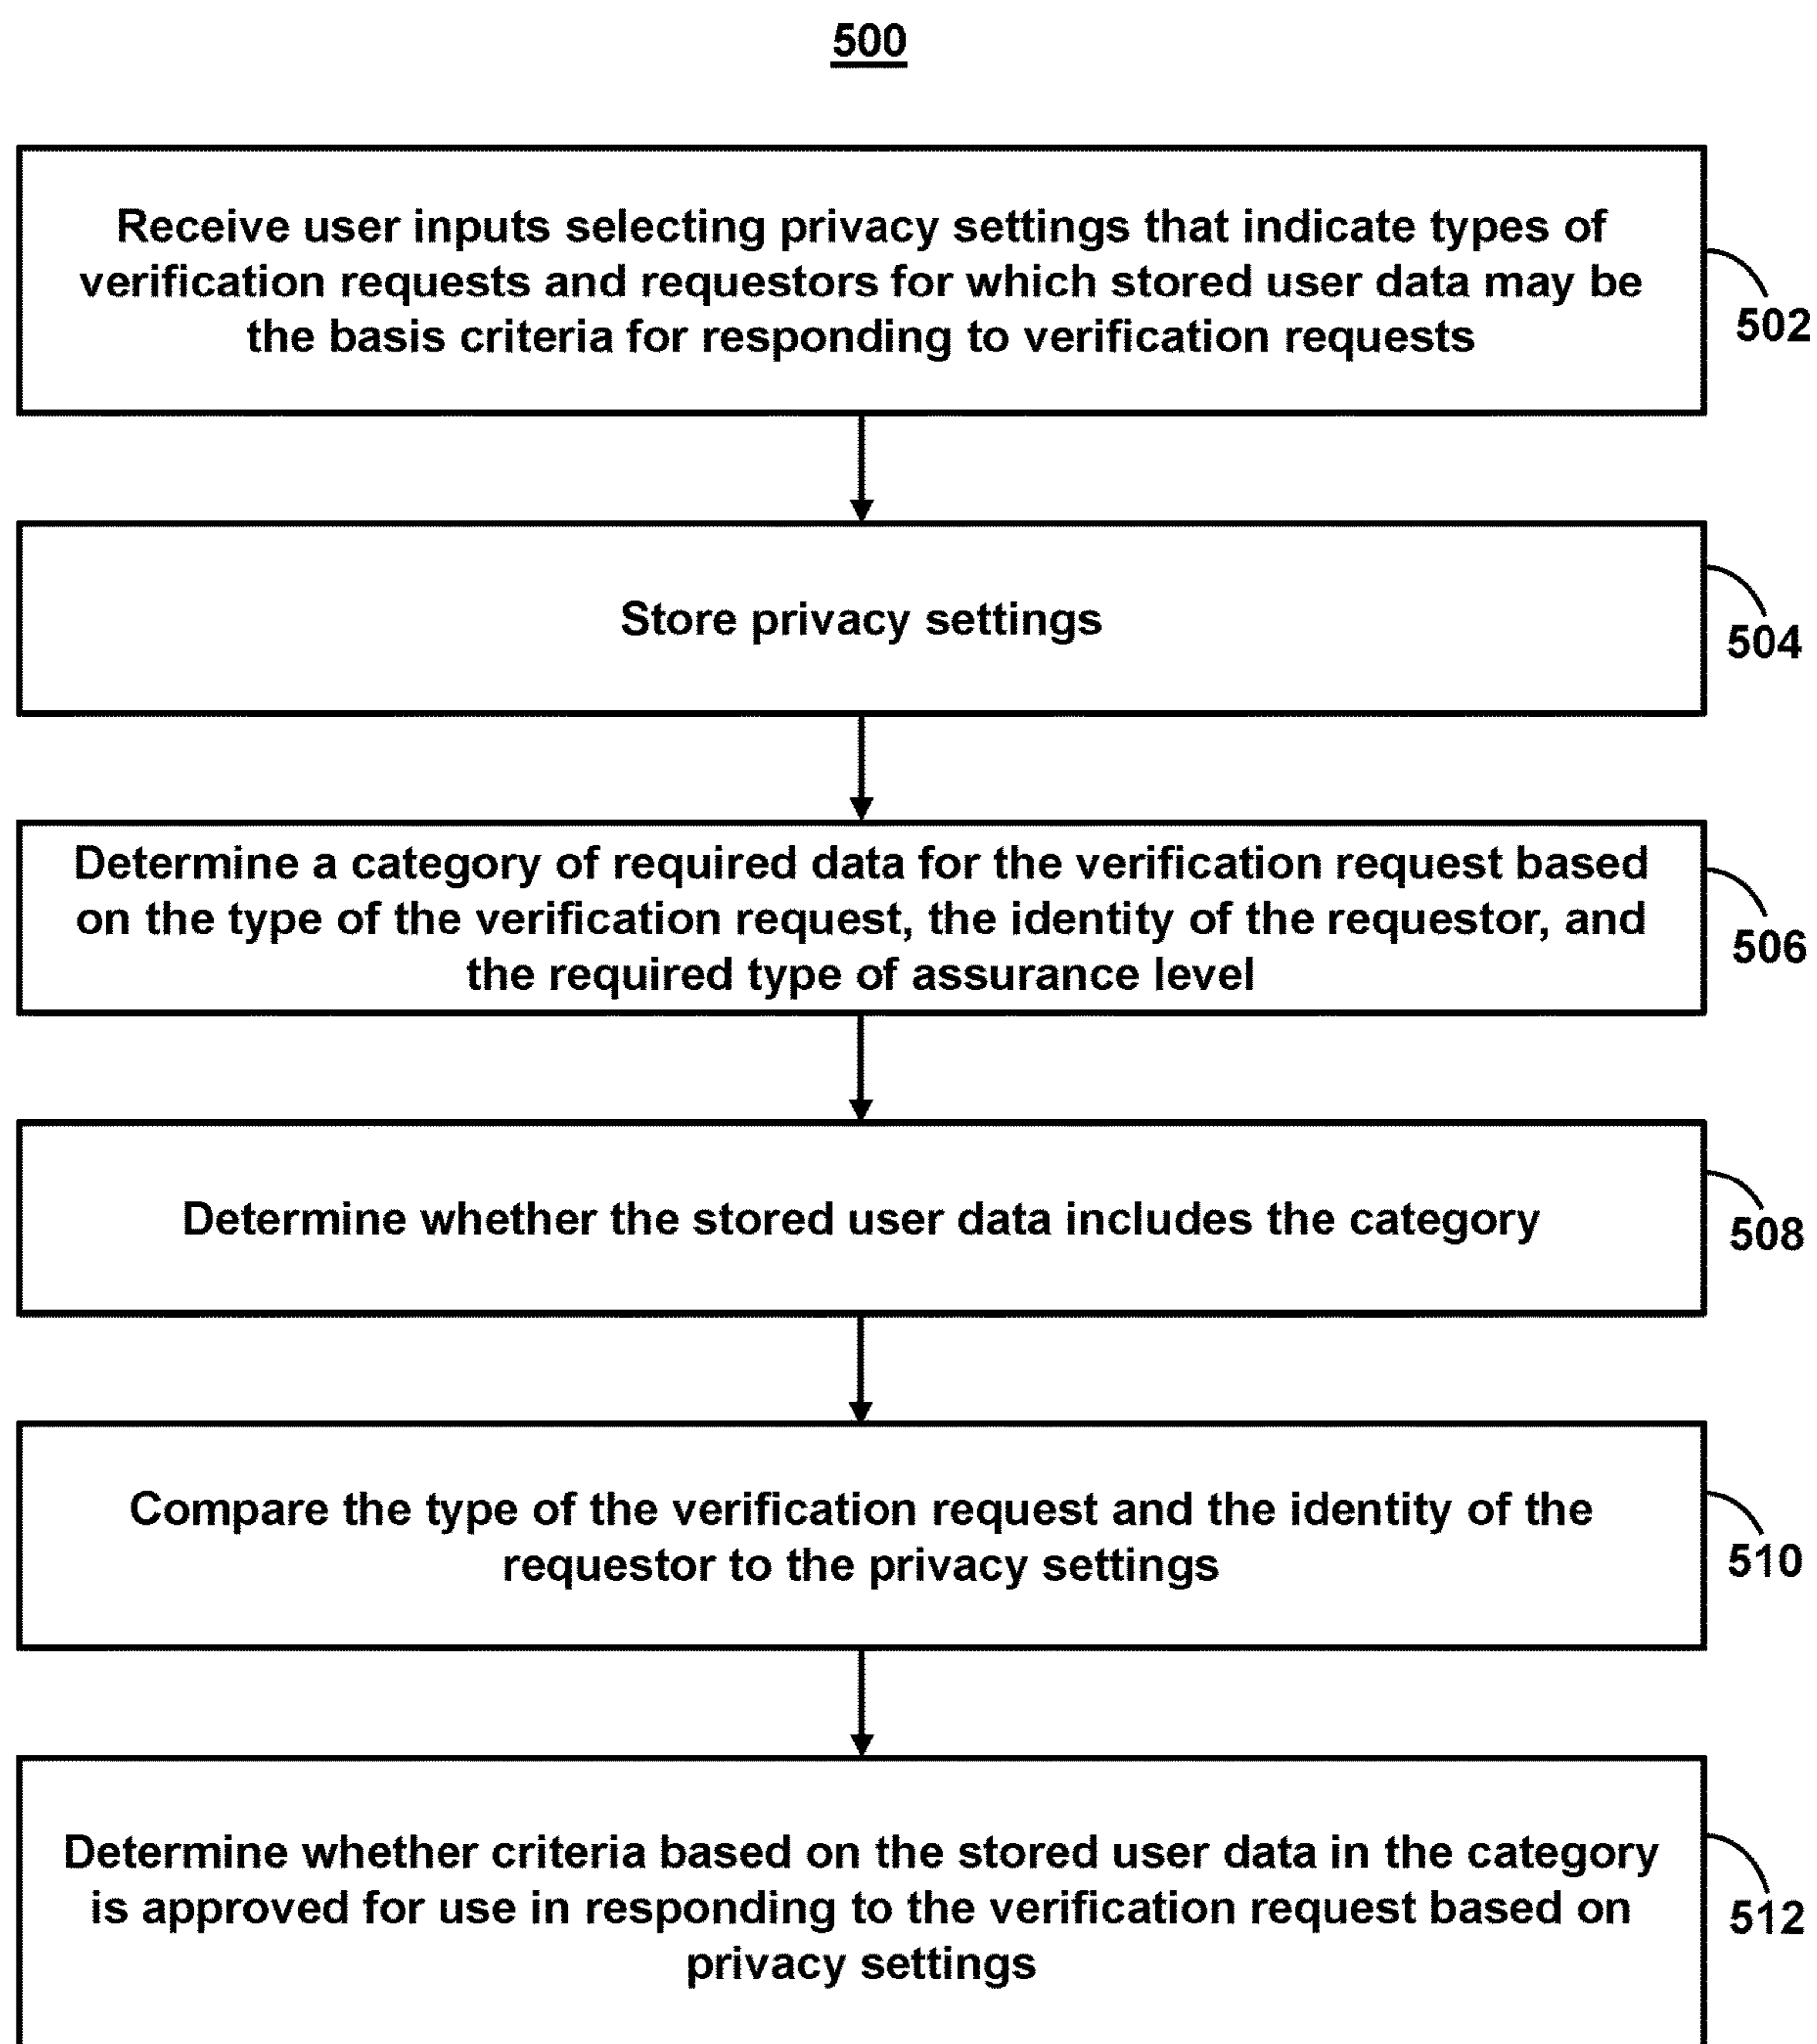 500
Receive user inputs selecting privacy settings that indicate types of
verification requests and requestors for which stored user data may be
the basis criteria for responding to verification requests
502
Store privacy settings
504
Determine a category of required data for the verification request based
on the type of the verification request, the identity of the requestor, and
the required type of assurance level
506
Determine whether the stored user data includes the category
508
Compare the type of the verification request and the identity of the
requestor to the privacy settings
510
Determine whether criteria based on the stored user data in the category
is approved for use in responding to the verification request based on
privacy settings
512